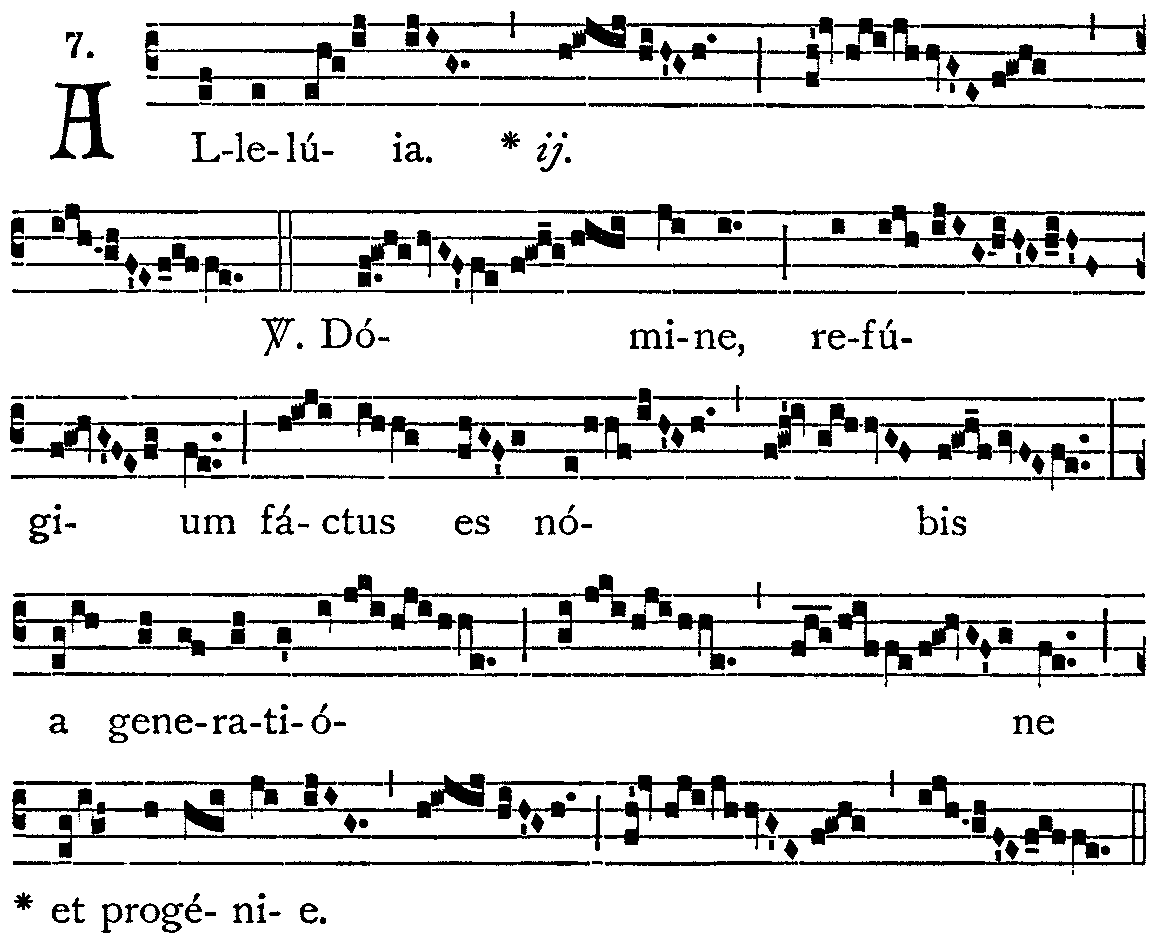 7.
AL-le-lú- ia. * ij.
℣. Dó- mi-ne, re-fú-
gi- um fá-ctus es nó- bis
a gene-ra-ti-ó- ne
* et progé- ni- e.